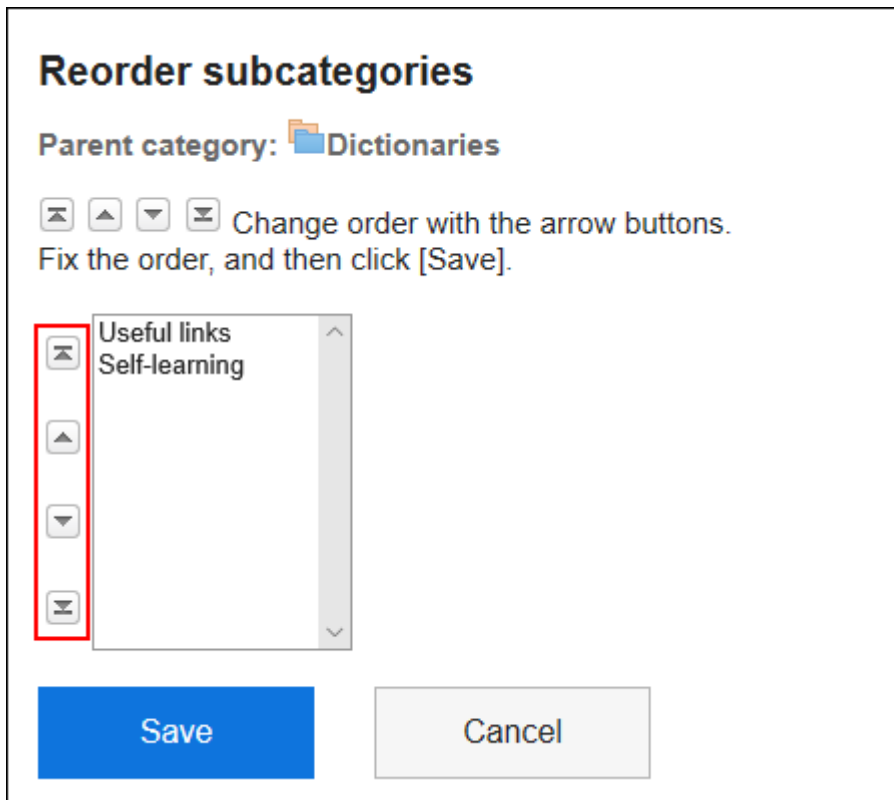 Reorder subcategories
Parent category: Dictionaries
Change order with the arrow buttons.
Fix the order, and then click [Save].
Useful links
Self-learning
Save
Cancel